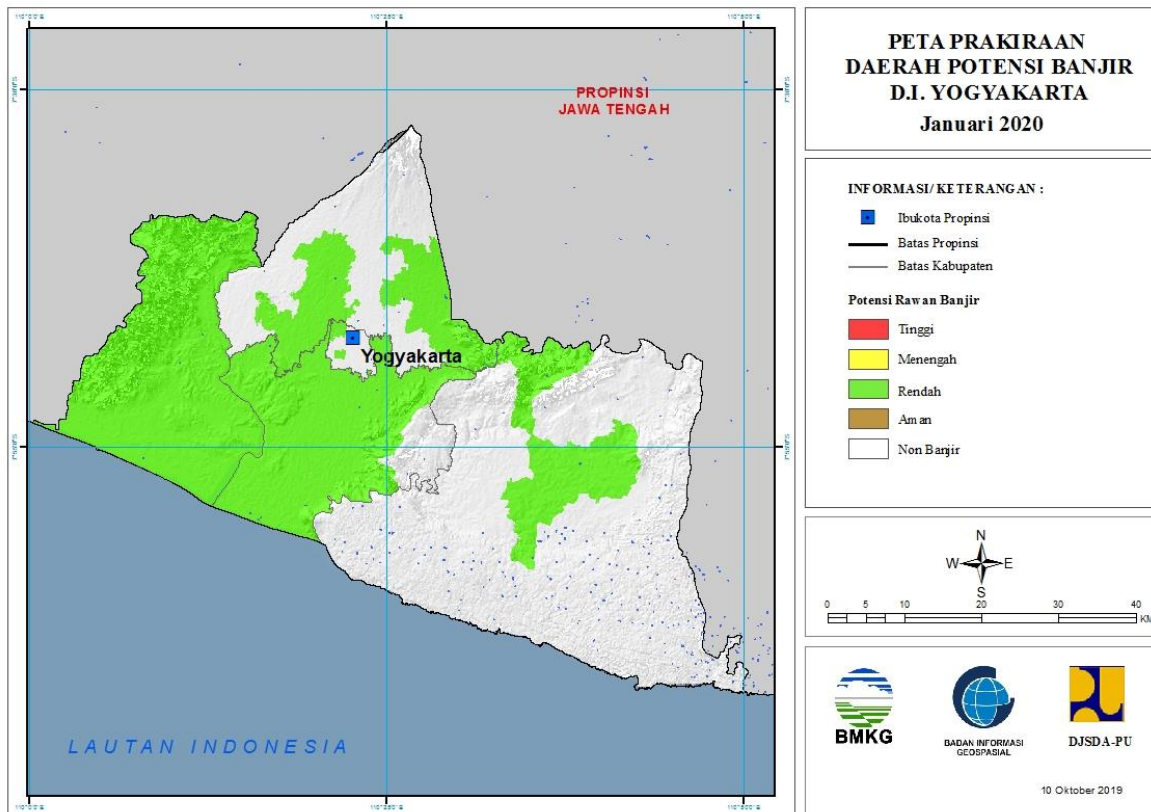 PETA PRAKIRAAN
DAERAH POTENSI BANJIR
D.I. YOGYAKARTA
Januari 2020
PROPINSI
JAWA TENGAH
Yogyakarta
LAUTAN INDONESIA
INFORMASI/ KETERANGAN :
Ibukota Propinsi
Batas Propinsi
Batas Kabupaten
Potensi Rawan Banjir
Tinggi
Menengah
Rendah
Aman
Non Banjir
N
W E
S
0 5 10 20 30 40
KM
BMKG
BADAN INFORMASI
GEOSPASIAL
DJSDA-PU
10 Oktober 2019